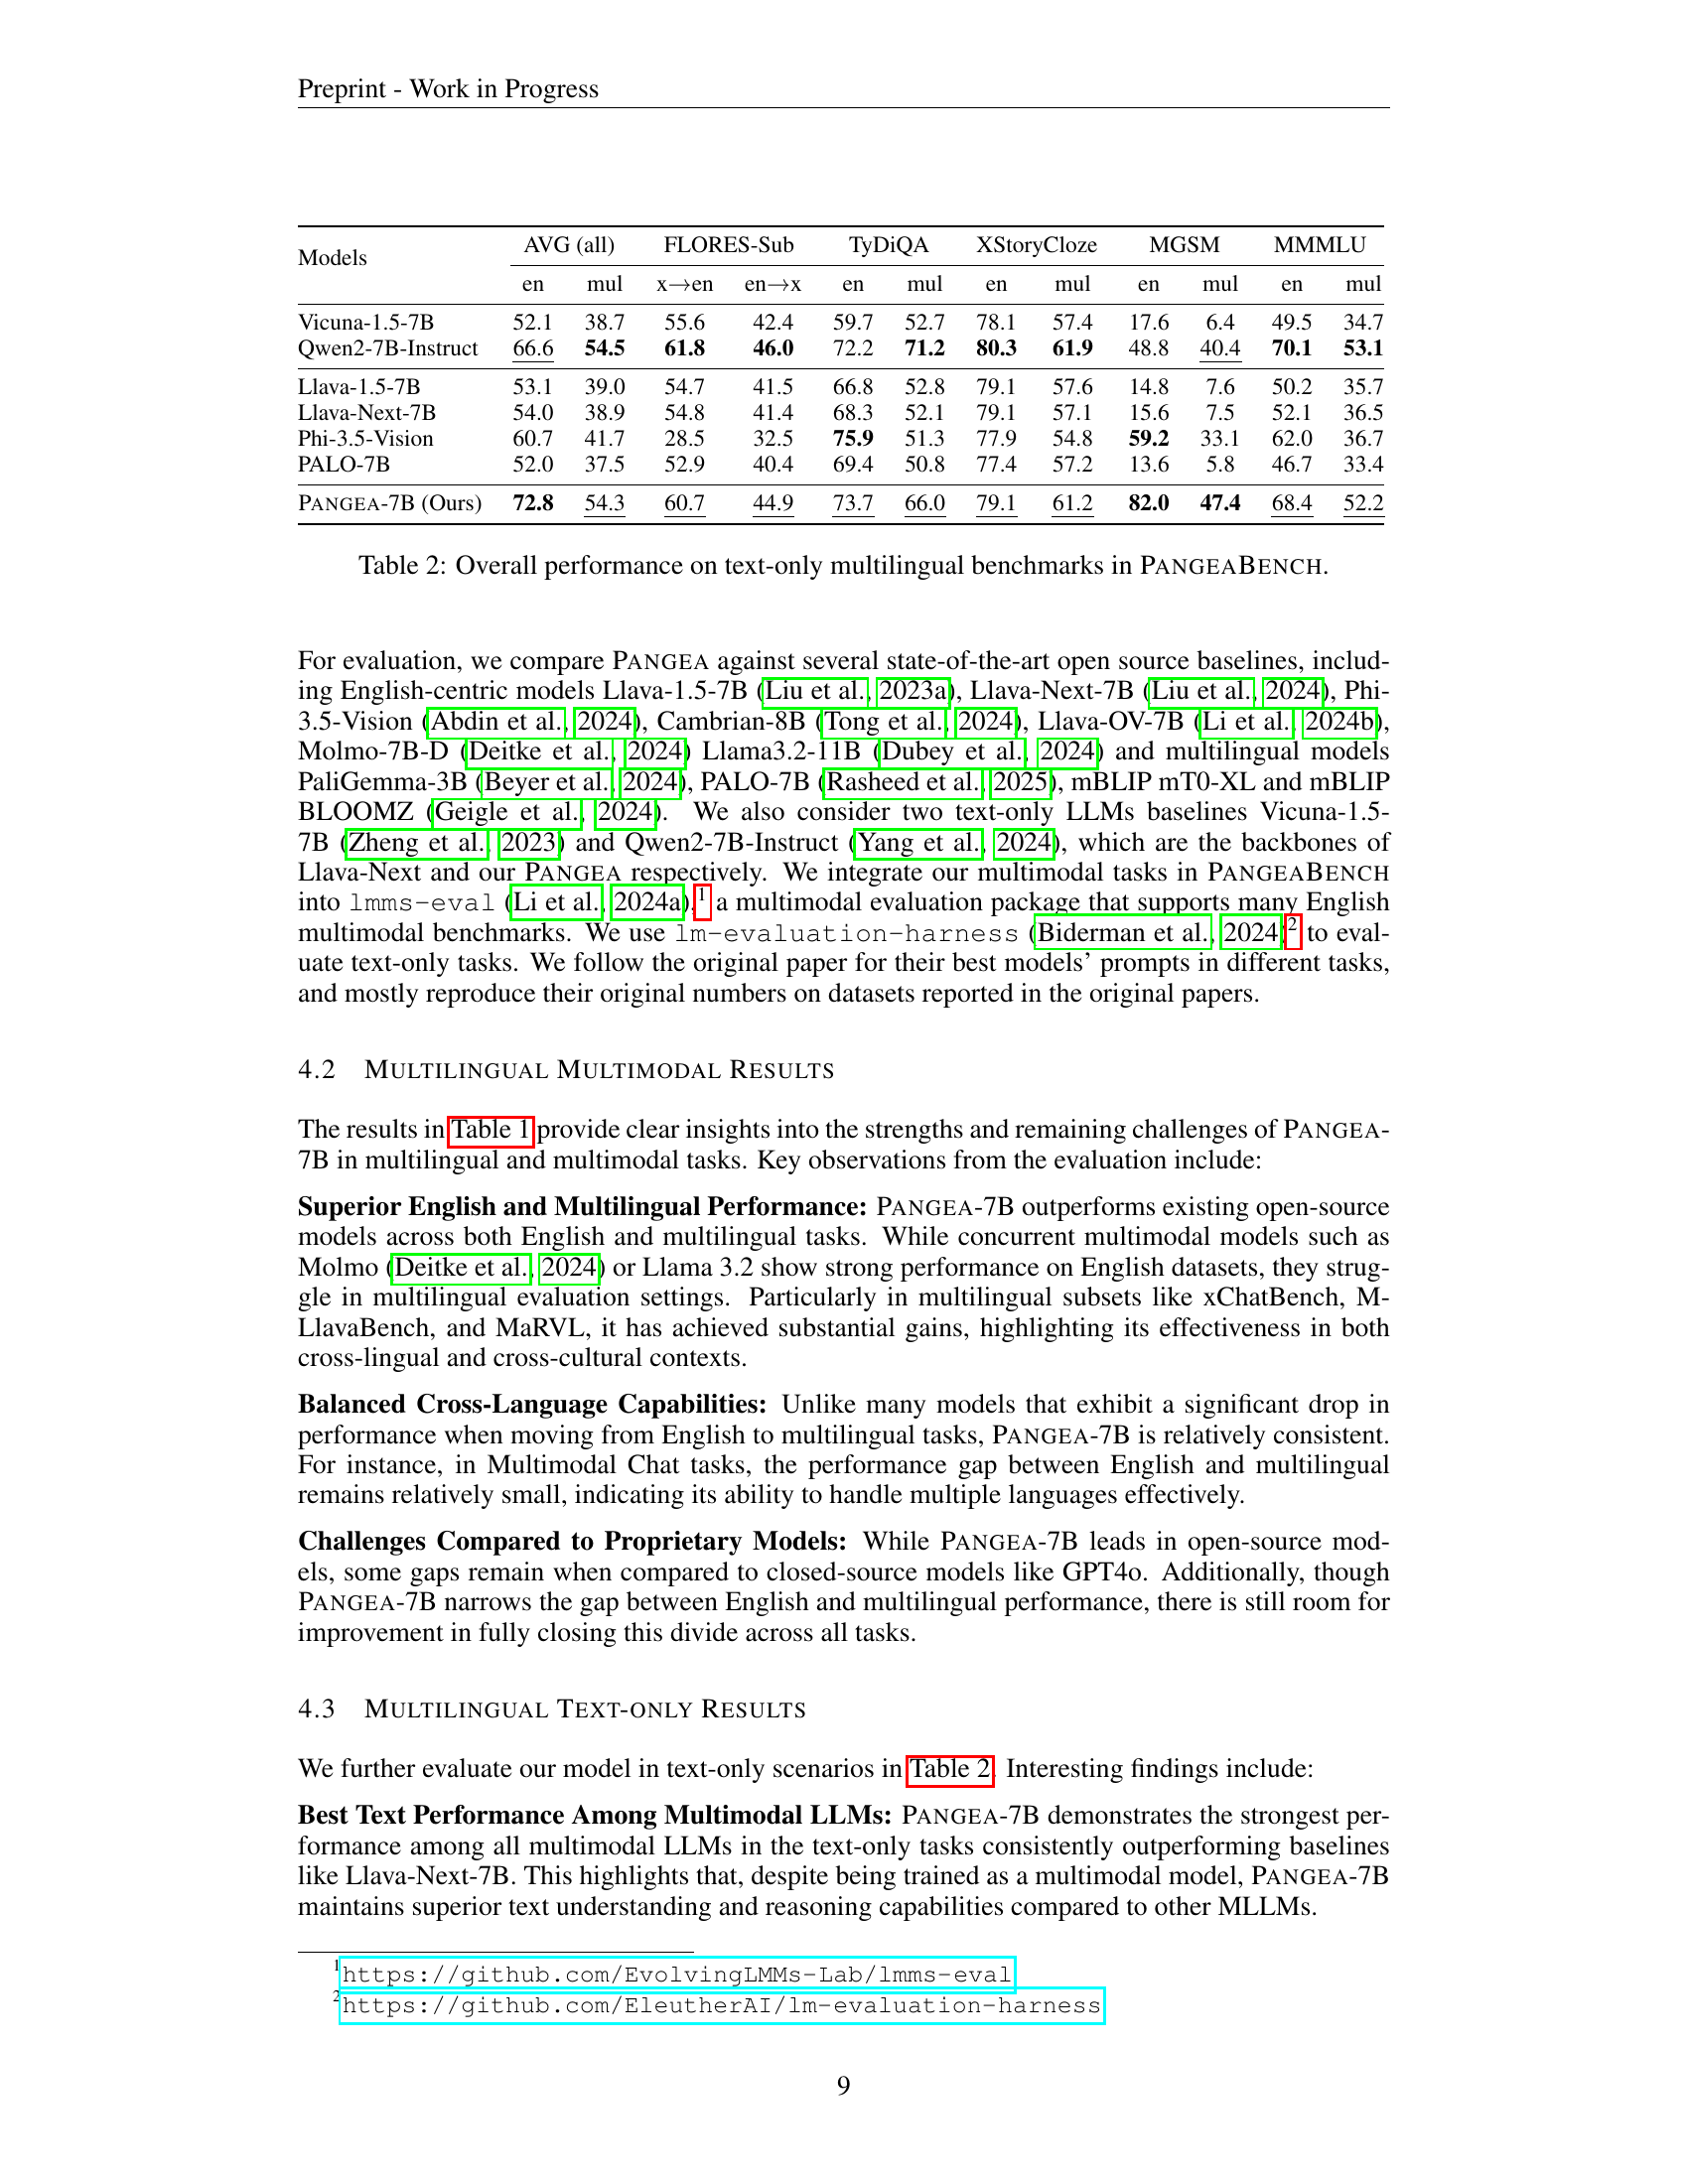 Preprint - Work in Progress
Models AVG (all) FLORES-Sub TyDiQA XStoryCloze MGSM MMMLU
en mul x→en en→x en mul en mul en mul en mul
Vicuna-1.5-7B 52.1 38.7 55.6 42.4 59.7 52.7 78.1 57.4 17.6 6.4 49.5 34.7
Qwen2-7B-Instruct 66.6 54.5 61.8 46.0 72.2 71.2 80.3 61.9 48.8 40.4 70.1 53.1
Llava-1.5-7B 53.1 39.0 54.7 41.5 66.8 52.8 79.1 57.6 14.8 7.6 50.2 35.7
Llava-Next-7B 54.0 38.9 54.8 41.4 68.3 52.1 79.1 57.1 15.6 7.5 52.1 36.5
Phi-3.5-Vision 60.7 41.7 28.5 32.5 75.9 51.3 77.9 54.8 59.2 33.1 62.0 36.7
PALO-7B 52.0 37.5 52.9 40.4 69.4 50.8 77.4 57.2 13.6 5.8 46.7 33.4
PANGEA-7B (Ours) 72.8 54.3 60.7 44.9 73.7 66.0 79.1 61.2 82.0 47.4 68.4 52.2
Table 2: Overall performance on text-only multilingual benchmarks in PANGEABENCH.
For evaluation, we compare PANGEA against several state-of-the-art open source baselines, includ-
ing English-centric models Llava-1.5-7B (Liu et al., 2023a), Llava-Next-7B (Liu et al., 2024), Phi-
3.5-Vision (Abdin et al., 2024), Cambrian-8B (Tong et al., 2024), Llava-OV-7B (Li et al., 2024b),
Molmo-7B-D (Deitke et al., 2024) Llama3.2-11B (Dubey et al., 2024) and multilingual models
PaliGemma-3B (Beyer et al., 2024), PALO-7B (Rasheed et al., 2025), mBLIP mT0-XL and mBLIP
BLOOMZ (Geigle et al., 2024). We also consider two text-only LLMs baselines Vicuna-1.5-
7B (Zheng et al., 2023) and Qwen2-7B-Instruct (Yang et al., 2024), which are the backbones of
Llava-Next and our PANGEA respectively. We integrate our multimodal tasks in PANGEABENCH
into lmms-eval (Li et al., 2024a),1 a multimodal evaluation package that supports many English
multimodal benchmarks. We use lm-evaluation-harness (Biderman et al., 2024)2 to eval-
uate text-only tasks. We follow the original paper for their best models' prompts in different tasks,
and mostly reproduce their original numbers on datasets reported in the original papers.
4.2 MULTILINGUAL MULTIMODAL RESULTS
The results in Table 1 provide clear insights into the strengths and remaining challenges of PANGEA-
7B in multilingual and multimodal tasks. Key observations from the evaluation include:
Superior English and Multilingual Performance: PANGEA-7B outperforms existing open-source
models across both English and multilingual tasks. While concurrent multimodal models such as
Molmo (Deitke et al., 2024) or Llama 3.2 show strong performance on English datasets, they strug-
gle in multilingual evaluation settings. Particularly in multilingual subsets like xChatBench, M-
LlavaBench, and MaRVL, it has achieved substantial gains, highlighting its effectiveness in both
cross-lingual and cross-cultural contexts.
Balanced Cross-Language Capabilities: Unlike many models that exhibit a significant drop in
performance when moving from English to multilingual tasks, PANGEA-7B is relatively consistent.
For instance, in Multimodal Chat tasks, the performance gap between English and multilingual
remains relatively small, indicating its ability to handle multiple languages effectively.
Challenges Compared to Proprietary Models: While PANGEA-7B leads in open-source mod-
els, some gaps remain when compared to closed-source models like GPT4o. Additionally, though
PANGEA-7B narrows the gap between English and multilingual performance, there is still room for
improvement in fully closing this divide across all tasks.
4.3 MULTILINGUAL TEXT-ONLY RESULTS
We further evaluate our model in text-only scenarios in Table 2. Interesting findings include:
Best Text Performance Among Multimodal LLMs: PANGEA-7B demonstrates the strongest per-
formance among all multimodal LLMs in the text-only tasks consistently outperforming baselines
like Llava-Next-7B. This highlights that, despite being trained as a multimodal model, PANGEA-7B
maintains superior text understanding and reasoning capabilities compared to other MLLMs.
1https://github.com/EvolvingLMMs-Lab/lmms-eval
2https://github.com/EleutherAI/lm-evaluation-harness
9